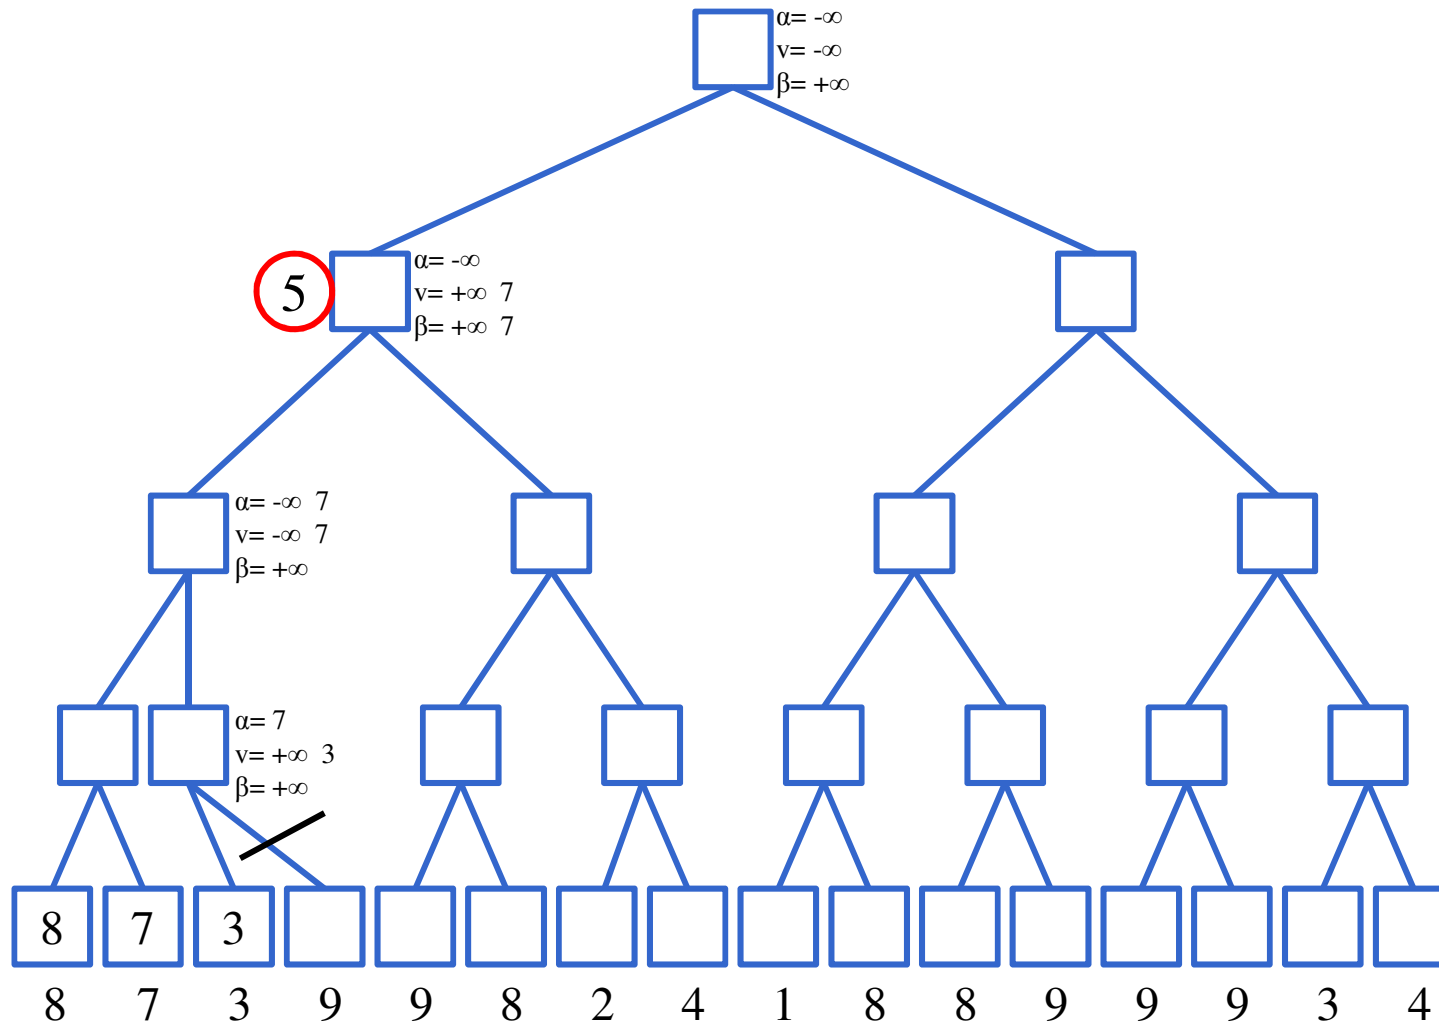 α= -∞
v= -∞
β= +∞
5
α= -∞
v= +∞ 7
β= +∞ 7
α= -∞ 7
v= -∞ 7
β= +∞
α= 7
v= +∞ 3
β= +∞
8 7 3
8 7 3 9 9 8 2 4 1 8 8 9 9 9 3 4